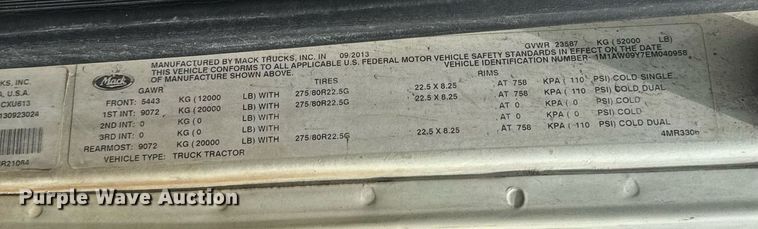 MANUFACTURED BY MACK TRUCKS, INC. IN 09/2013 GVWR 23587 KG (52000 LB)
THIS VEHICLE CONFORMS TO ALL APPLICABLE U.S. FEDERAL MOTOR VEHICLE SAFETY STANDARDS IN EFFECT ON THE DATE
OF MANUFACTURE SHOWN ABOVE. VEHICLE IDENTIFICATION NUMBER 1M1AW09Y7EM040958
Mack
GAWR TIRES RIMS
FRONT: 5443 KG (12000 LB) WITH 275/80R22.5G 22.5 X 8.25 AT 758 KPA ( 110 PSI) COLD SINGLE
1ST INT: 9072 KG (20000 LB) WITH 275/80R22.5G 22.5 X 8.25 AT 758 KPA ( 110 PSI) COLD DUAL
2ND INT: 0 KG (0 LB) WITH AT 0 KPA ( 0 PSI) COLD
3RD INT: 0 KG (0 LB) WITH AT 0 KPA ( 0 PSI) COLD
REARMOST: 9072 KG (20000 LB) WITH 275/80R22.5G 22.5 X 8.25 AT 758 KPA ( 110 PSI) COLD DUAL
VEHICLE TYPE: TRUCK TRACTOR 4MR330
KS, INC.
A, U.S.A.
CXU613
130923024
R21084
Purple Wave Auction